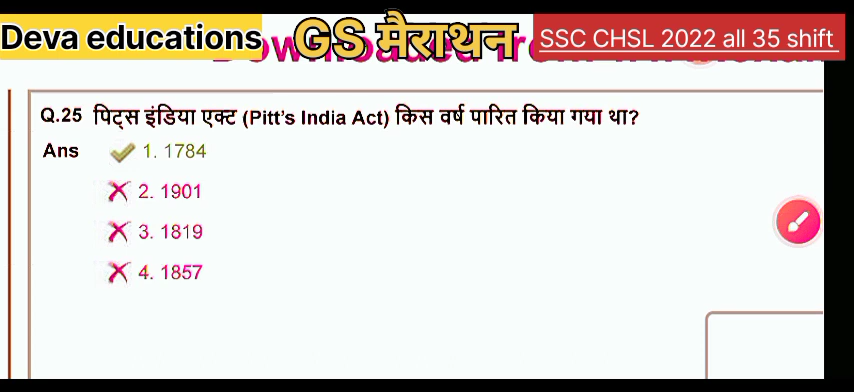 Deva educations GS मैराथन SSC CHSL 2022 all 35 shift
Q.25 पिट्स इंडिया एक्ट (Pitt's India Act) किस वर्ष पारित किया गया था?
Ans 1. 1784
2. 1901
3. 1819
4. 1857